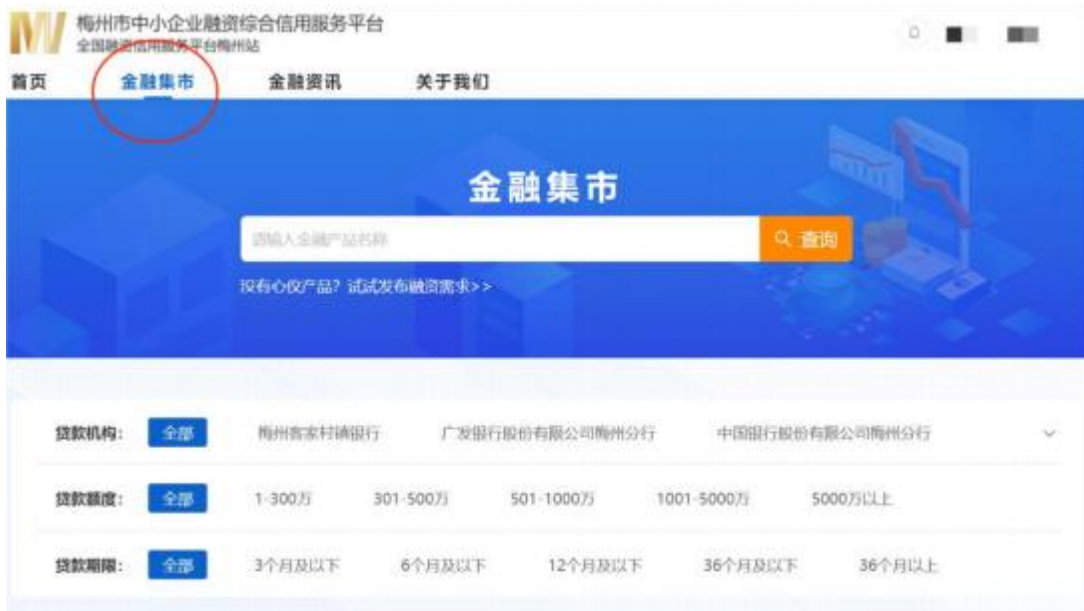 梅州市中小企业融资综合信用服务平台
全国融资信用服务平台梅州站
首页 金融集市 金融资讯 关于我们
金融集市
请输入金融产品名称 查询
没有心仪产品？试试发布融资需求>>
贷款机构： 全部 梅州客家村镇银行 广发银行股份有限公司梅州分行 中国银行股份有限公司梅州分行
贷款额度： 全部 1-300万 301-500万 501-1000万 1001-5000万 5000万以上
贷款期限： 全部 3个月及以下 6个月及以下 12个月及以下 36个月及以下 36个月以上